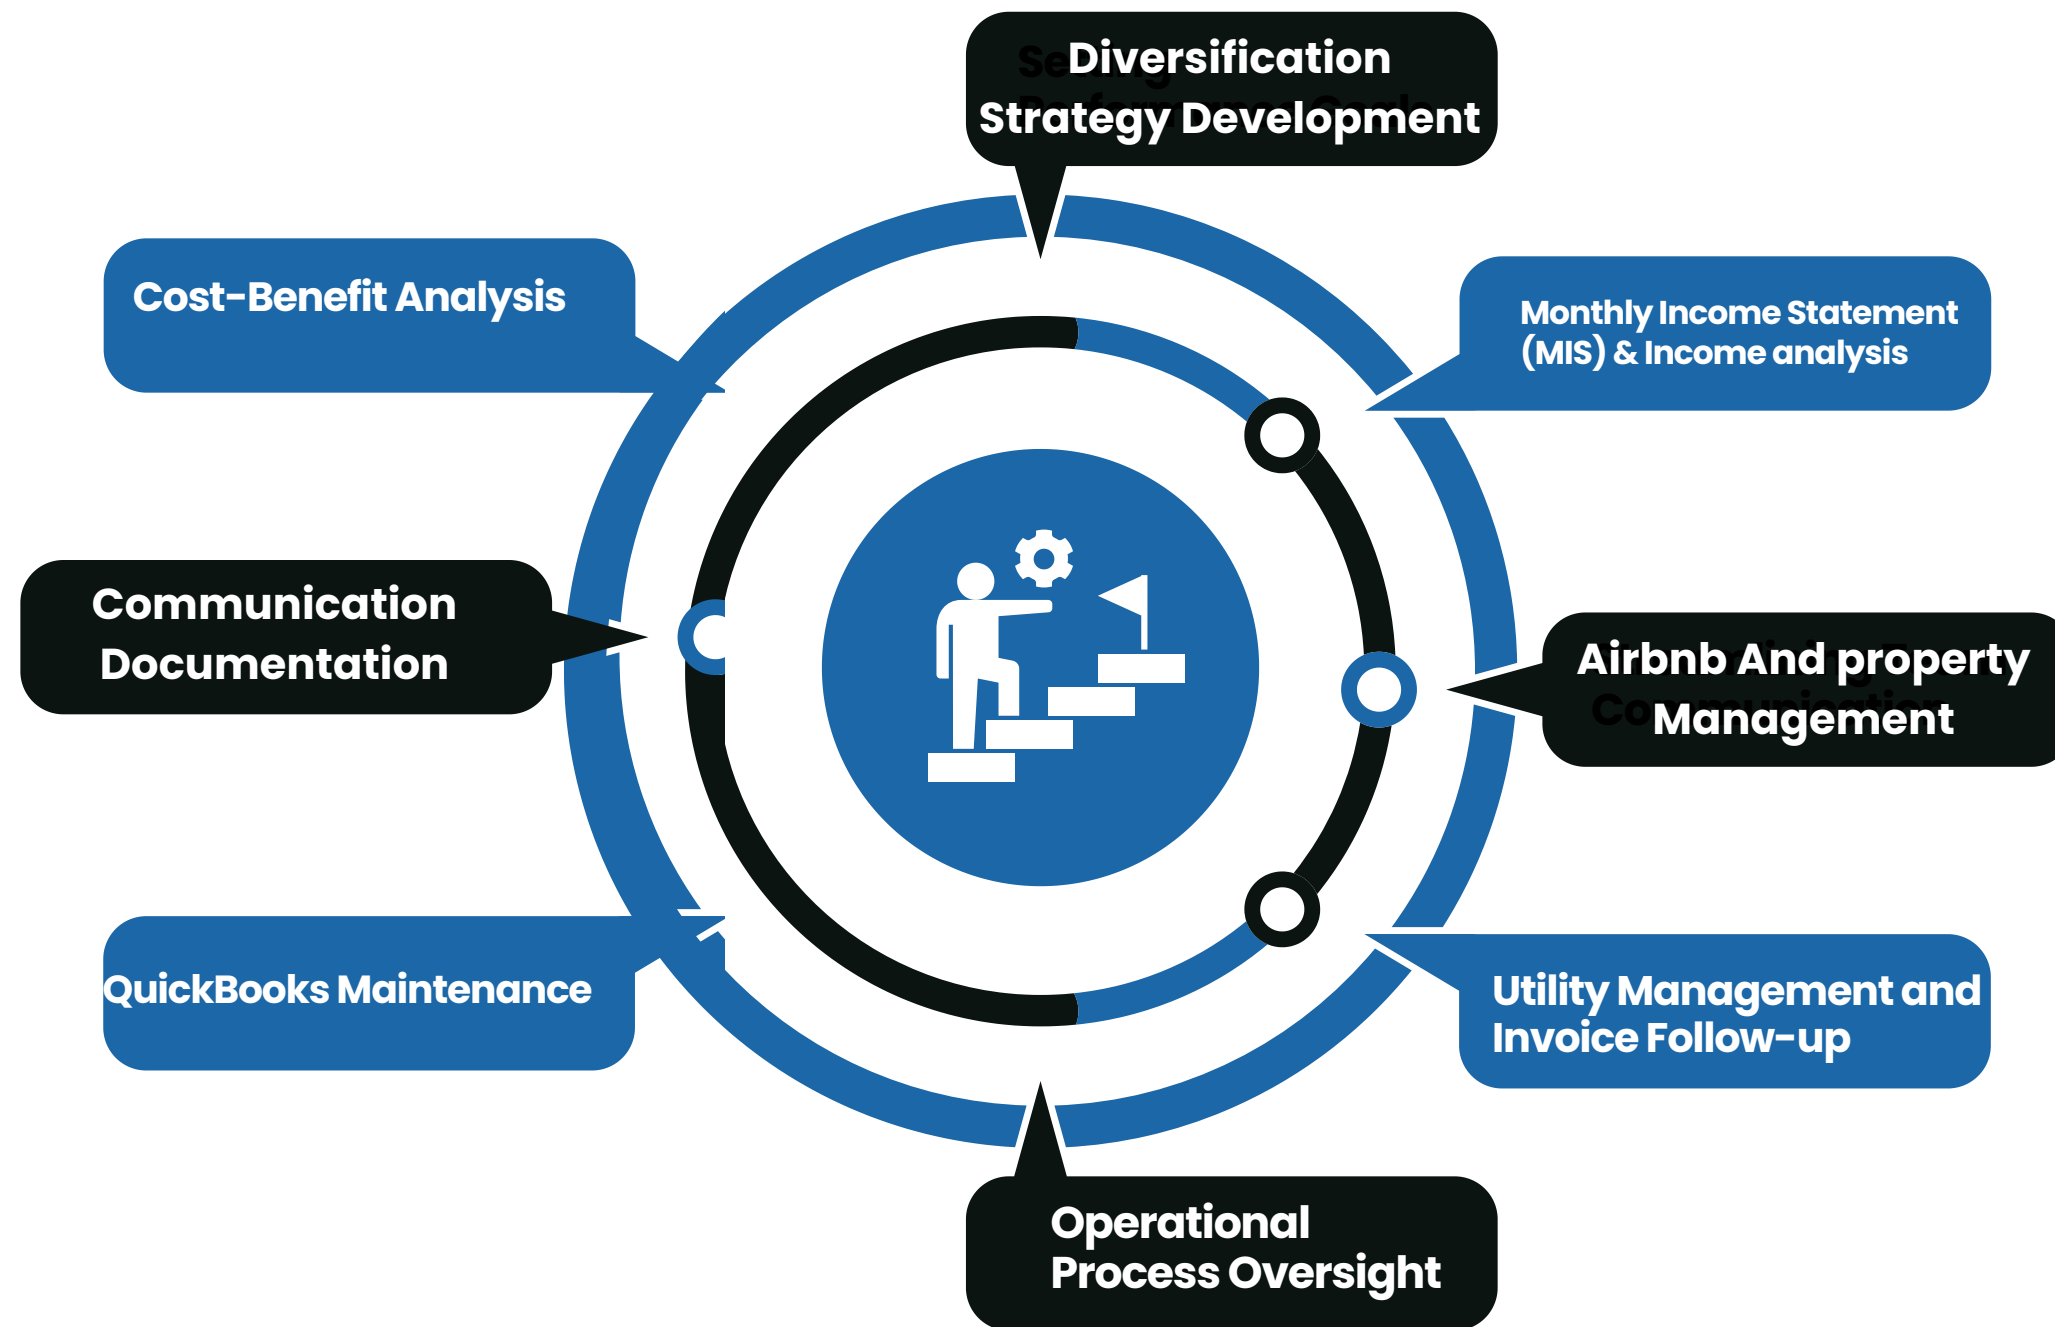 Diversification
Strategy Development
Cost-Benefit Analysis
Monthly Income Statement
(MIS) & Income analysis
Communication
Documentation
Airbnb And property
Management
QuickBooks Maintenance
Utility Management and
Invoice Follow-up
Operational
Process Oversight